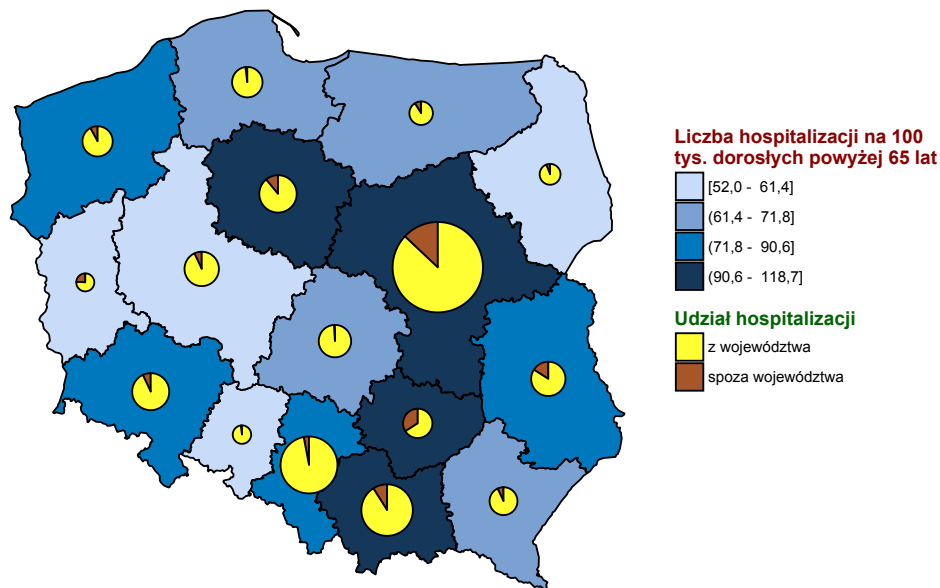 Liczba hospitalizacji na 100
tys. dorosłych powyżej 65 lat
[52,0 - 61,4]
(61,4 - 71,8]
(71,8 - 90,6]
(90,6 - 118,7]
Udział hospitalizacji
z województwa
spoza województwa